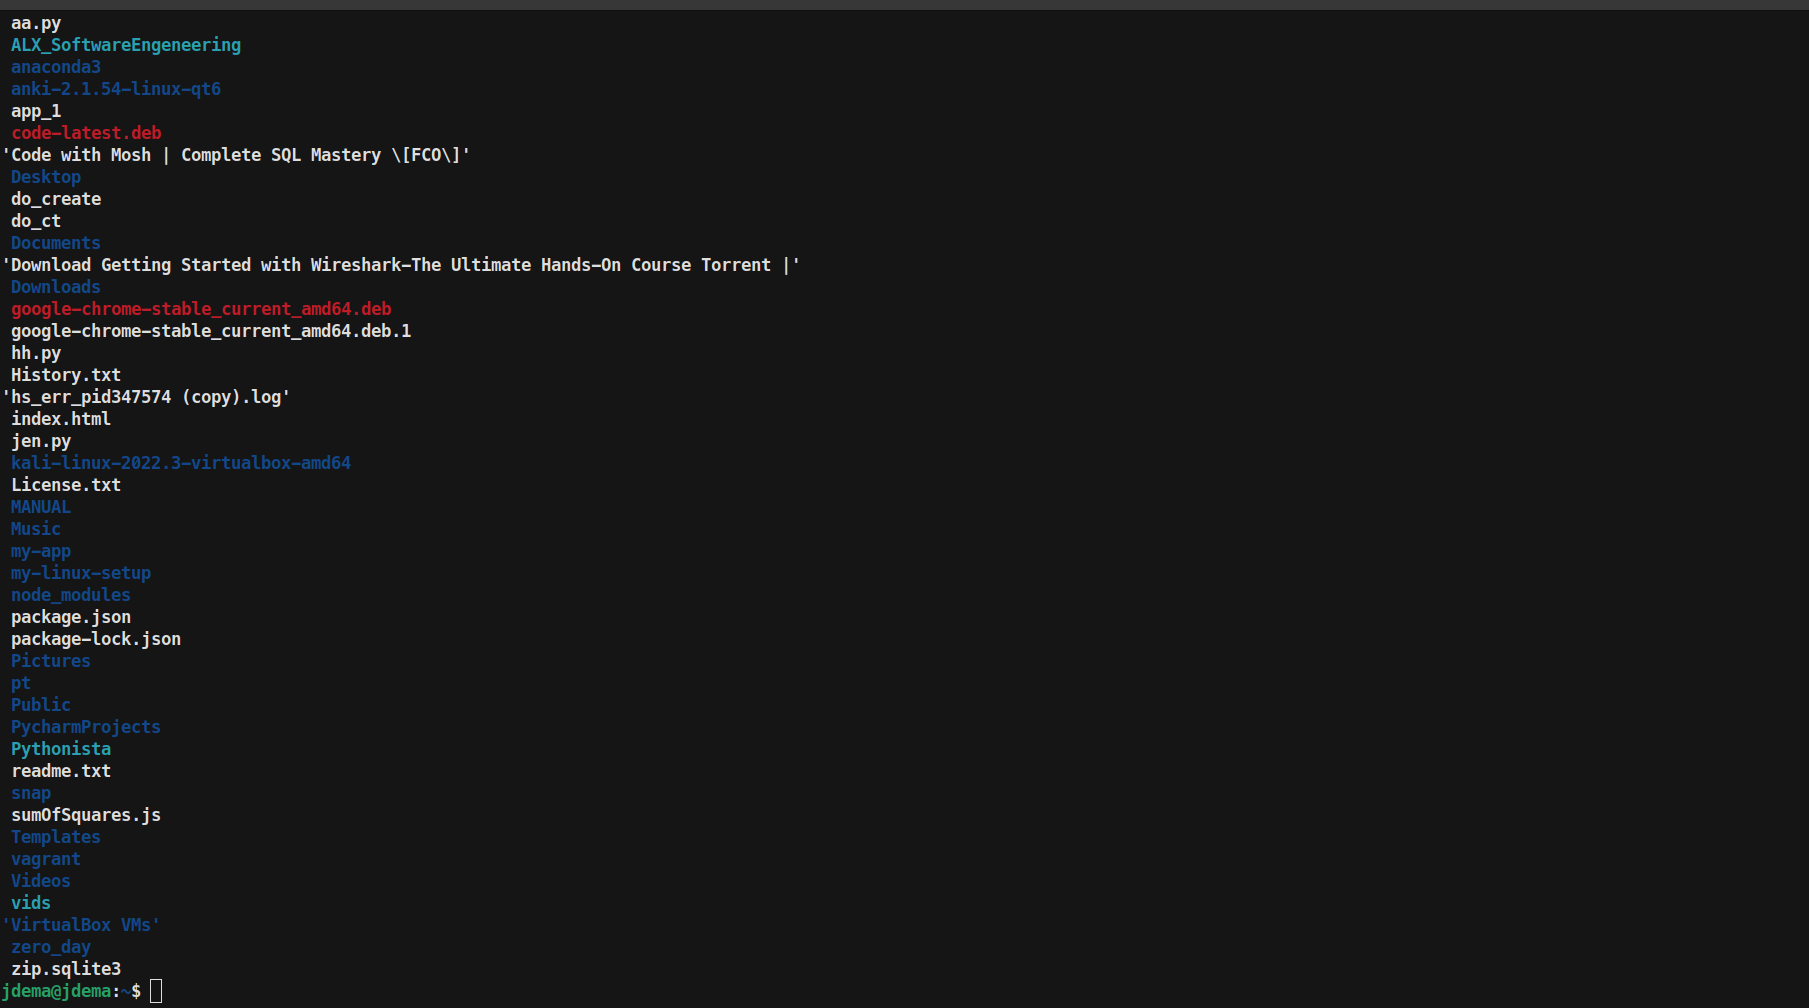 aa.py
ALX_SoftwareEngeneering
anaconda3
anki-2.1.54-linux-qt6
app_1
code-latest.deb
'Code with Mosh | Complete SQL Mastery \[FCO\]'
Desktop
do_create
do_ct
Documents
'Download Getting Started with Wireshark-The Ultimate Hands-On Course Torrent |'
Downloads
google-chrome-stable_current_amd64.deb
google-chrome-stable_current_amd64.deb.1
hh.py
History.txt
'hs_err_pid347574 (copy).log'
index.html
jen.py
kali-linux-2022.3-virtualbox-amd64
License.txt
MANUAL
Music
my-app
my-linux-setup
node_modules
package.json
package-lock.json
Pictures
pt
Public
PycharmProjects
Pythonista
readme.txt
snap
sumOfSquares.js
Templates
vagrant
Videos
vids
'VirtualBox VMs'
zero_day
zip.sqlite3
jdema@jdema:~$